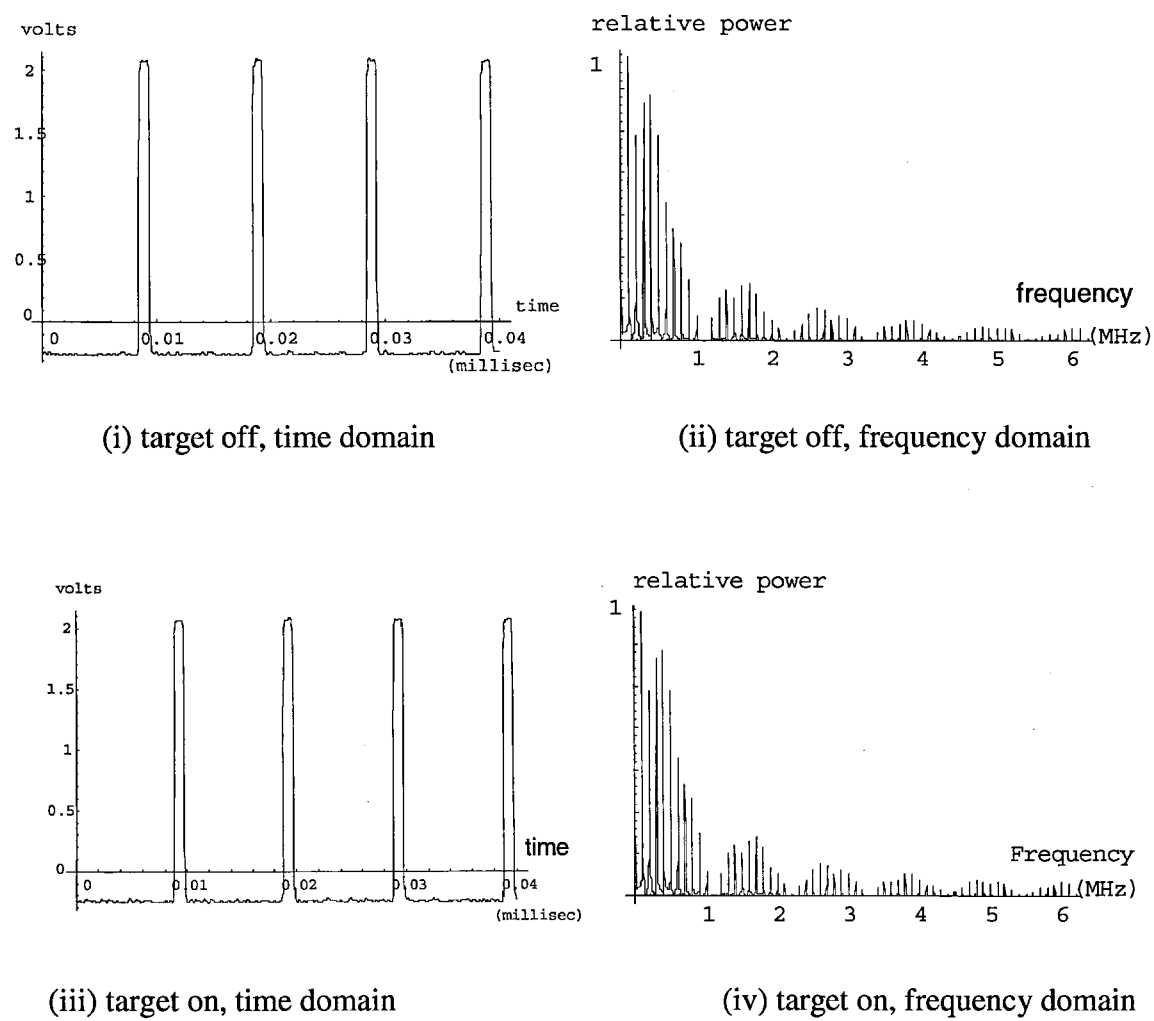 volts
2
1.5
1
0.5
0
0 0.01 0.02 0.03 0.04
time
(millisec)
relative power
1
frequency
(MHz)
1 2 3 4 5 6
(i) target off, time domain
(ii) target off, frequency domain
volts
2
1.5
1
0.5
0
0 0.01 0.02 0.03 0.04
time
(millisec)
relative power
1
Frequency
(MHz)
1 2 3 4 5 6
(iii) target on, time domain
(iv) target on, frequency domain